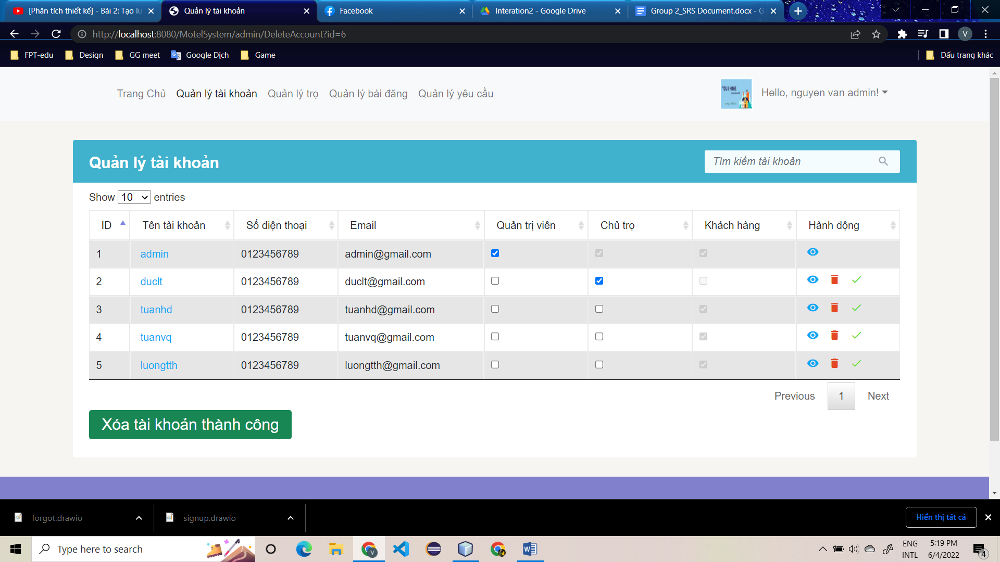 [Phân tích thiết kế] - Bài 2: Tạo lư
Quản lý tài khoản
Facebook
Interation2 - Google Drive
Group 2_SRS Document.docx - G
http://localhost:8080/MotelSystem/admin/DeleteAccount?id=6
V
FPT-edu
Design
GG meet
Google Dịch
Game
Dấu trang khác
Trang Chủ
Quản lý tài khoản
Quản lý trọ
Quản lý bài đăng
Quản lý yêu cầu
YOUR HOME
Hello, nguyen van admin!
Quản lý tài khoản
Tìm kiếm tài khoản
Show 10 entries
ID Tên tài khoản Số điện thoại Email Quản trị viên Chủ trọ Khách hàng Hành động
1 admin 0123456789 admin@gmail.com
2 duclt 0123456789 duclt@gmail.com
3 tuanhd 0123456789 tuanhd@gmail.com
4 tuanvq 0123456789 tuanvq@gmail.com
5 luongtth 0123456789 luongtth@gmail.com
Previous 1 Next
Xóa tài khoản thành công
forgot.drawio
signup.drawio
Hiển thị tất cả
Type here to search
ENG
INTL
5:19 PM
6/4/2022
4